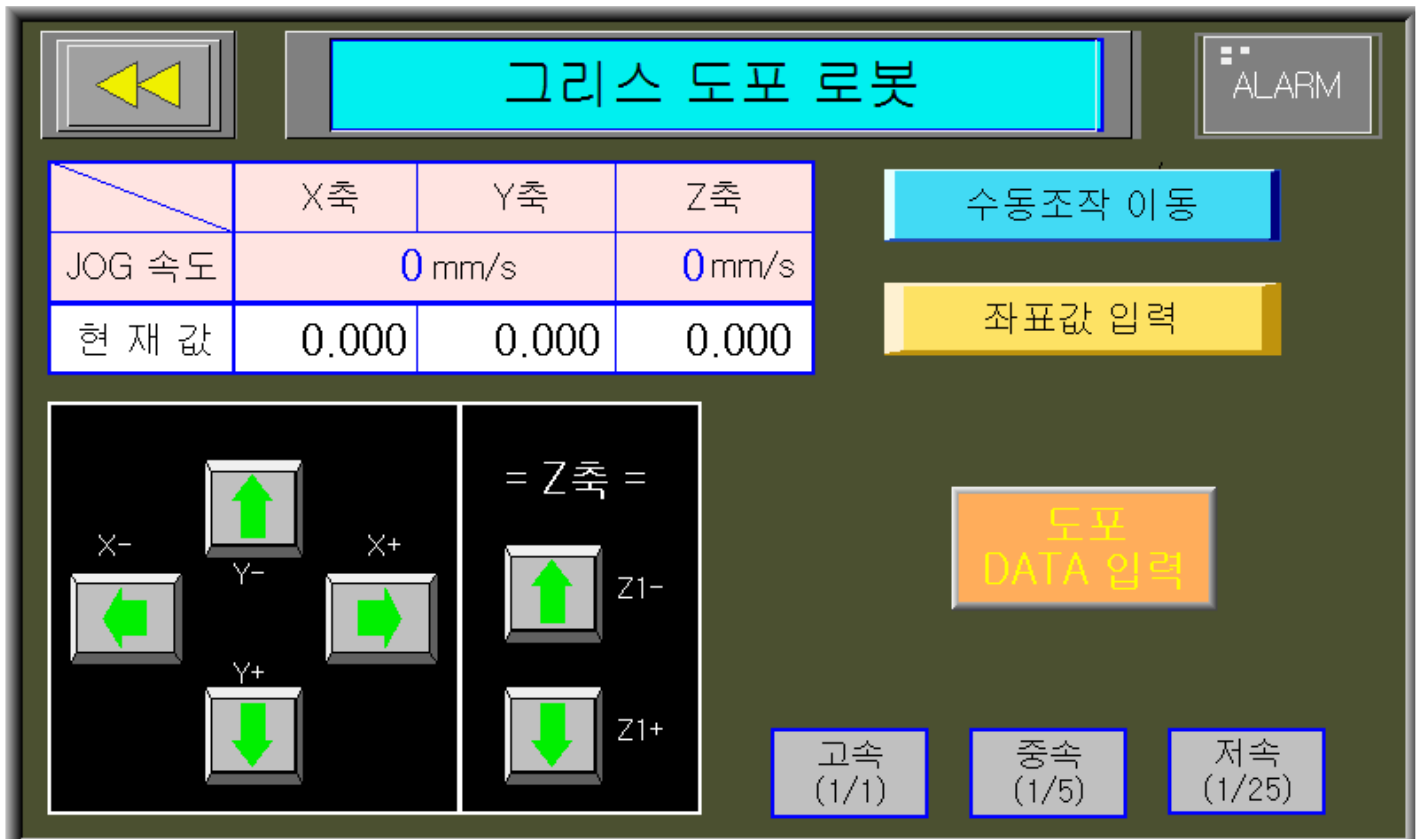 그리스 도포 로봇
ALARM
X축 Y축 Z축
JOG 속도 0 mm/s 0 mm/s
현 재 값 0.000 0.000 0.000
수동조작 이동
좌표값 입력
X-
Y-
X+
Y+
= Z축 =
Z1-
Z1+
도포
DATA 입력
고속
(1/1)
중속
(1/5)
저속
(1/25)